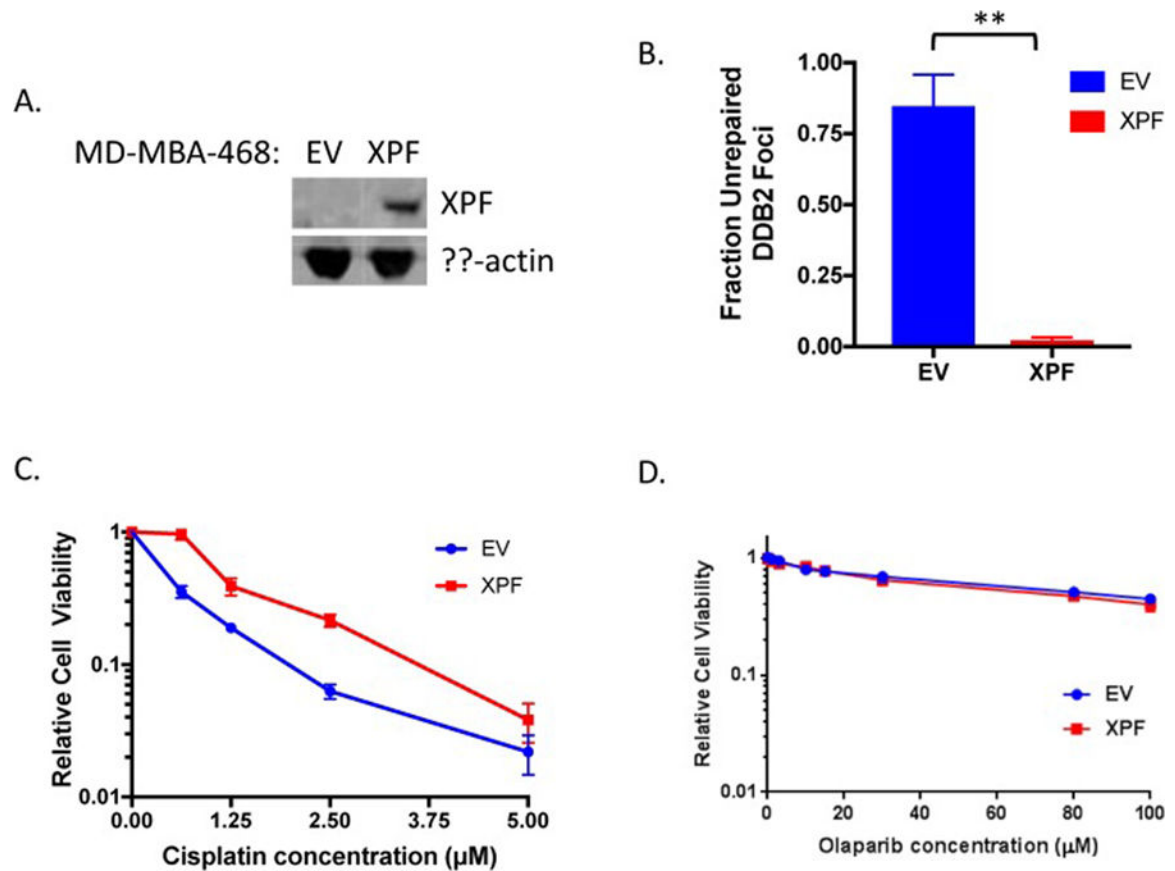 A.
MD-MBA-468: EV XPF
XPF
??-actin
B.
**
EV
XPF
Fraction Unrepaired
DDB2 Foci
1.00
0.75
0.50
0.25
0.00
EV XPF
C.
EV
XPF
Relative Cell Viability
1
0.1
0.01
0.00 1.25 2.50 3.75 5.00
Cisplatin concentration (μM)
D.
Relative Cell Viability
1
0.1
0.01
EV
XPF
0 20 40 60 80 100
Olaparib concentration (μM)